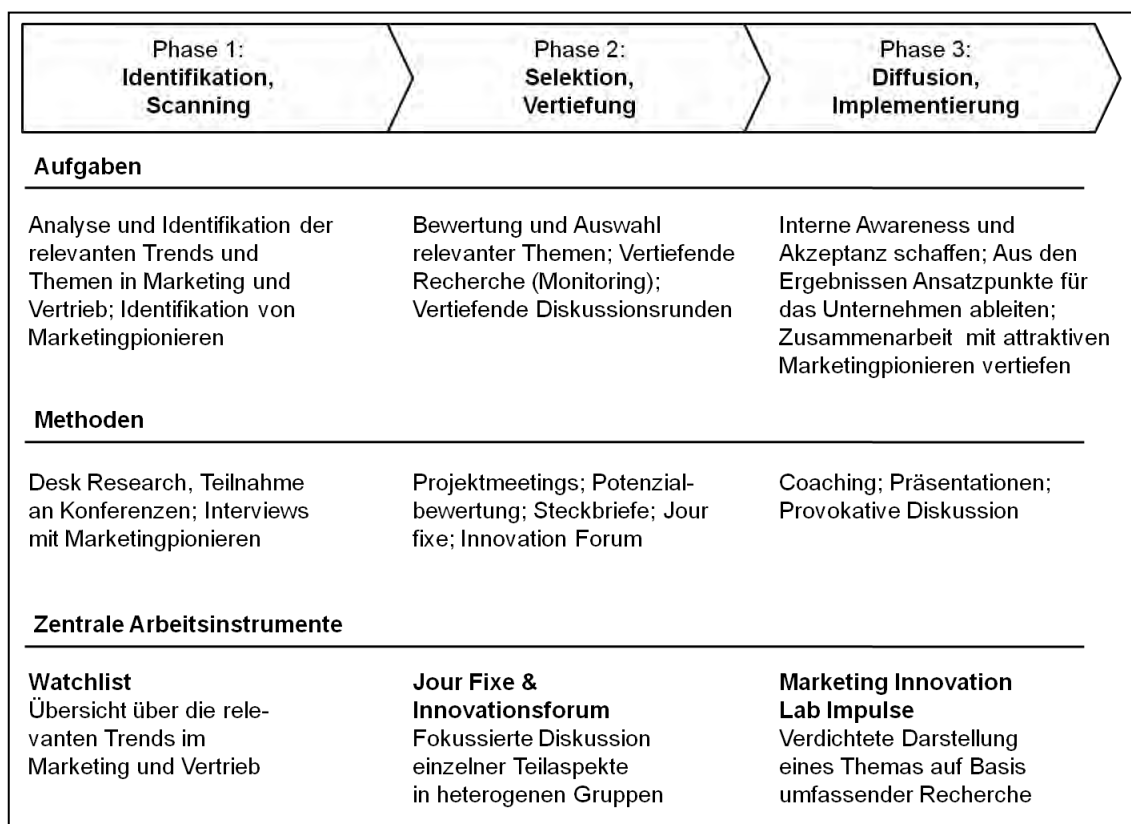 Phase 1:
Identifikation,
Scanning
Phase 2:
Selektion,
Vertiefung
Phase 3:
Diffusion,
Implementierung
Aufgaben
Analyse und Identifikation der
relevanten Trends und
Themen in Marketing und
Vertrieb; Identifikation von
Marketingpionieren
Bewertung und Auswahl
relevanter Themen; Vertiefende
Recherche (Monitoring);
Vertiefende Diskussionsrunden
Interne Awareness und
Akzeptanz schaffen; Aus den
Ergebnissen Ansatzpunkte für
das Unternehmen ableiten;
Zusammenarbeit mit attraktiven
Marketingpionieren vertiefen
Methoden
Desk Research, Teilnahme
an Konferenzen; Interviews
mit Marketingpionieren
Projektmeetings; Potenzial-
bewertung; Steckbriefe; Jour
fixe; Innovation Forum
Coaching; Präsentationen;
Provokative Diskussion
Zentrale Arbeitsinstrumente
Watchlist
Übersicht über die rele-
vanten Trends im
Marketing und Vertrieb
Jour Fixe &
Innovationsforum
Fokussierte Diskussion
einzelner Teilaspekte
in heterogenen Gruppen
Marketing Innovation
Lab Impulse
Verdichtete Darstellung
eines Themas auf Basis
umfassender Recherche